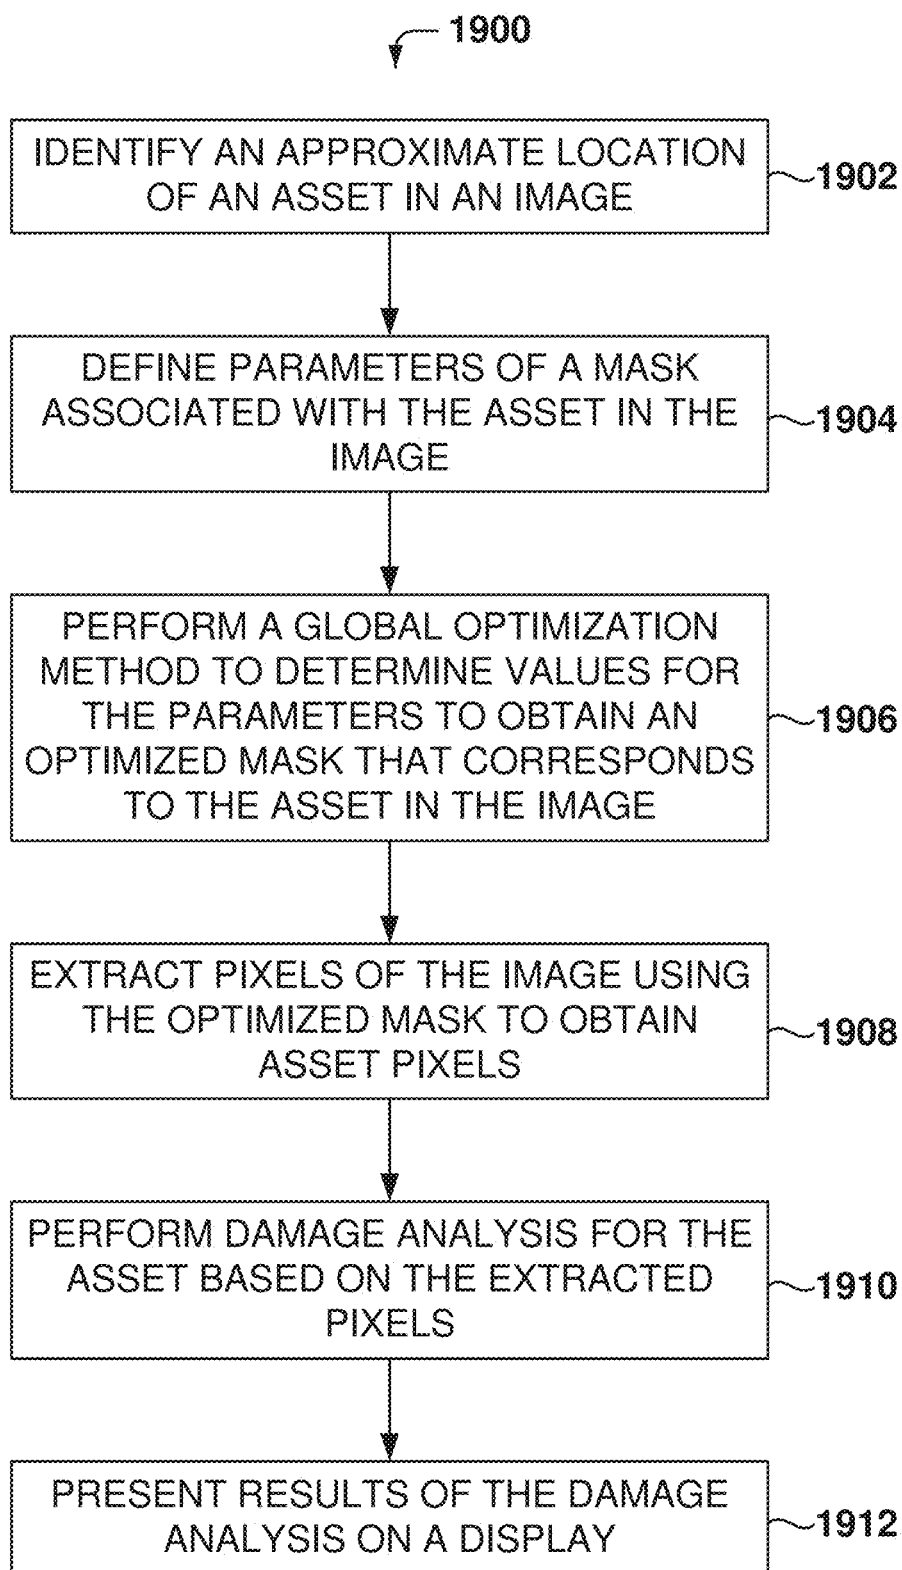 1900
IDENTIFY AN APPROXIMATE LOCATION
OF AN ASSET IN AN IMAGE
1902
DEFINE PARAMETERS OF A MASK
ASSOCIATED WITH THE ASSET IN THE
IMAGE
1904
PERFORM A GLOBAL OPTIMIZATION
METHOD TO DETERMINE VALUES FOR
THE PARAMETERS TO OBTAIN AN
OPTIMIZED MASK THAT CORRESPONDS
TO THE ASSET IN THE IMAGE
1906
EXTRACT PIXELS OF THE IMAGE USING
THE OPTIMIZED MASK TO OBTAIN
ASSET PIXELS
1908
PERFORM DAMAGE ANALYSIS FOR THE
ASSET BASED ON THE EXTRACTED
PIXELS
1910
PRESENT RESULTS OF THE DAMAGE
ANALYSIS ON A DISPLAY
1912